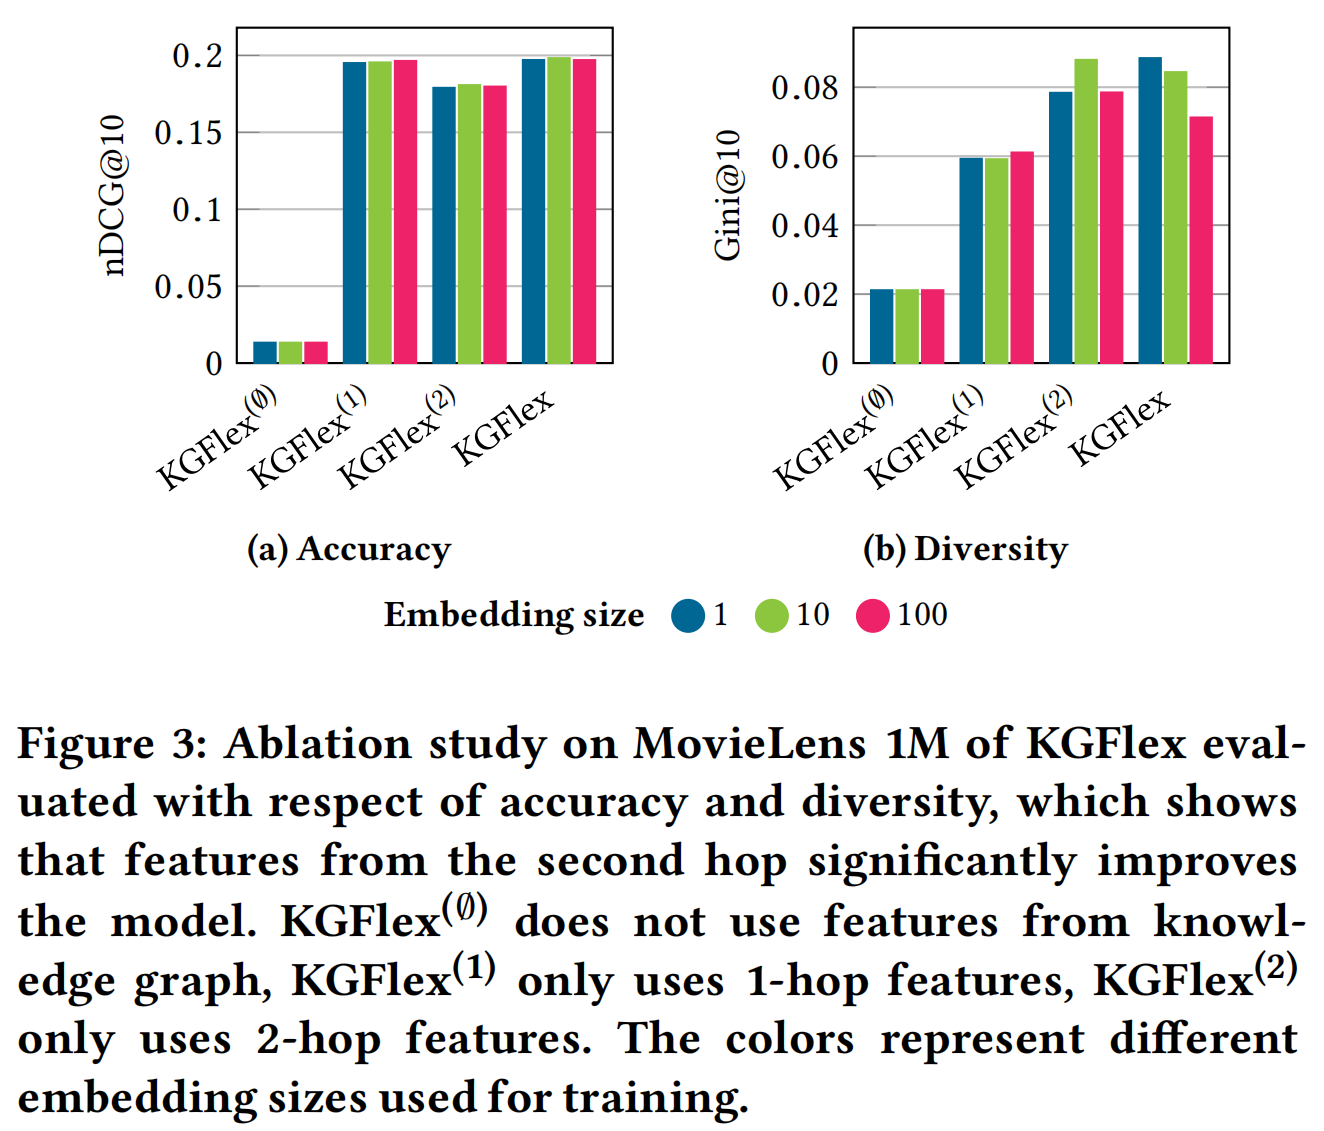 nDCG@10
0.2
0.15
0.1
0.05
0
KGFlex(∅)
KGFlex(1)
KGFlex(2)
KGFlex
(a) Accuracy
Gini@10
0.08
0.06
0.04
0.02
0
KGFlex(∅)
KGFlex(1)
KGFlex(2)
KGFlex
(b) Diversity
Embedding size 1 10 100
Figure 3: Ablation study on MovieLens 1M of KGFlex eval-
uated with respect of accuracy and diversity, which shows
that features from the second hop significantly improves
the model. KGFlex(∅) does not use features from knowl-
edge graph, KGFlex(1) only uses 1-hop features, KGFlex(2)
only uses 2-hop features. The colors represent different
embedding sizes used for training.